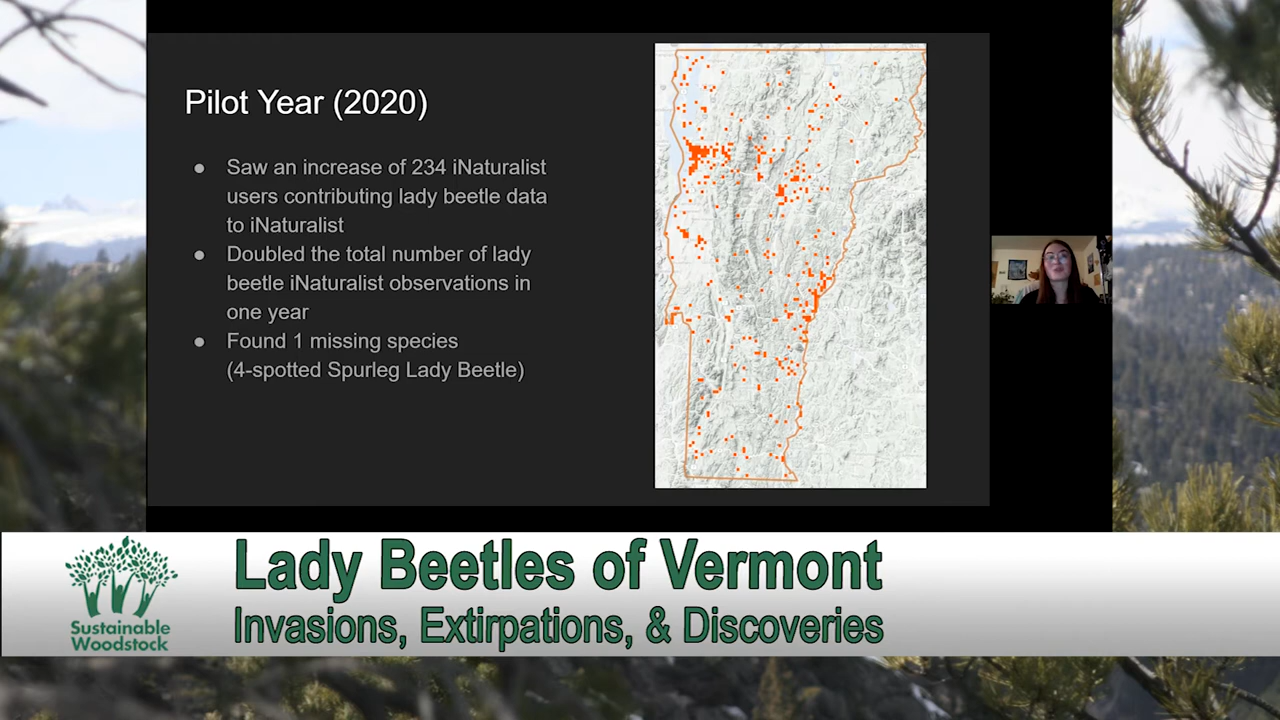 Pilot Year (2020)
● Saw an increase of 234 iNaturalist
users contributing lady beetle data
to iNaturalist
● Doubled the total number of lady
beetle iNaturalist observations in
one year
● Found 1 missing species
(4-spotted Spurleg Lady Beetle)
Sustainable
Woodstock
Lady Beetles of Vermont
Invasions, Extirpations, & Discoveries